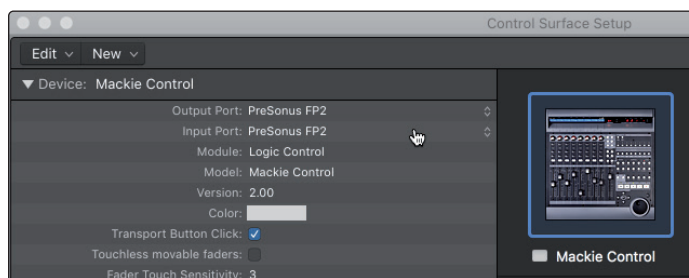 Control Surface Setup
Edit New
Device: Mackie Control
Output Port: PreSonus FP2
Input Port: PreSonus FP2
Module: Logic Control
Model: Mackie Control
Version: 2.00
Color:
Transport Button Click:
Touchless movable faders:
Fader Touch Sensitivity: 3
Mackie Control